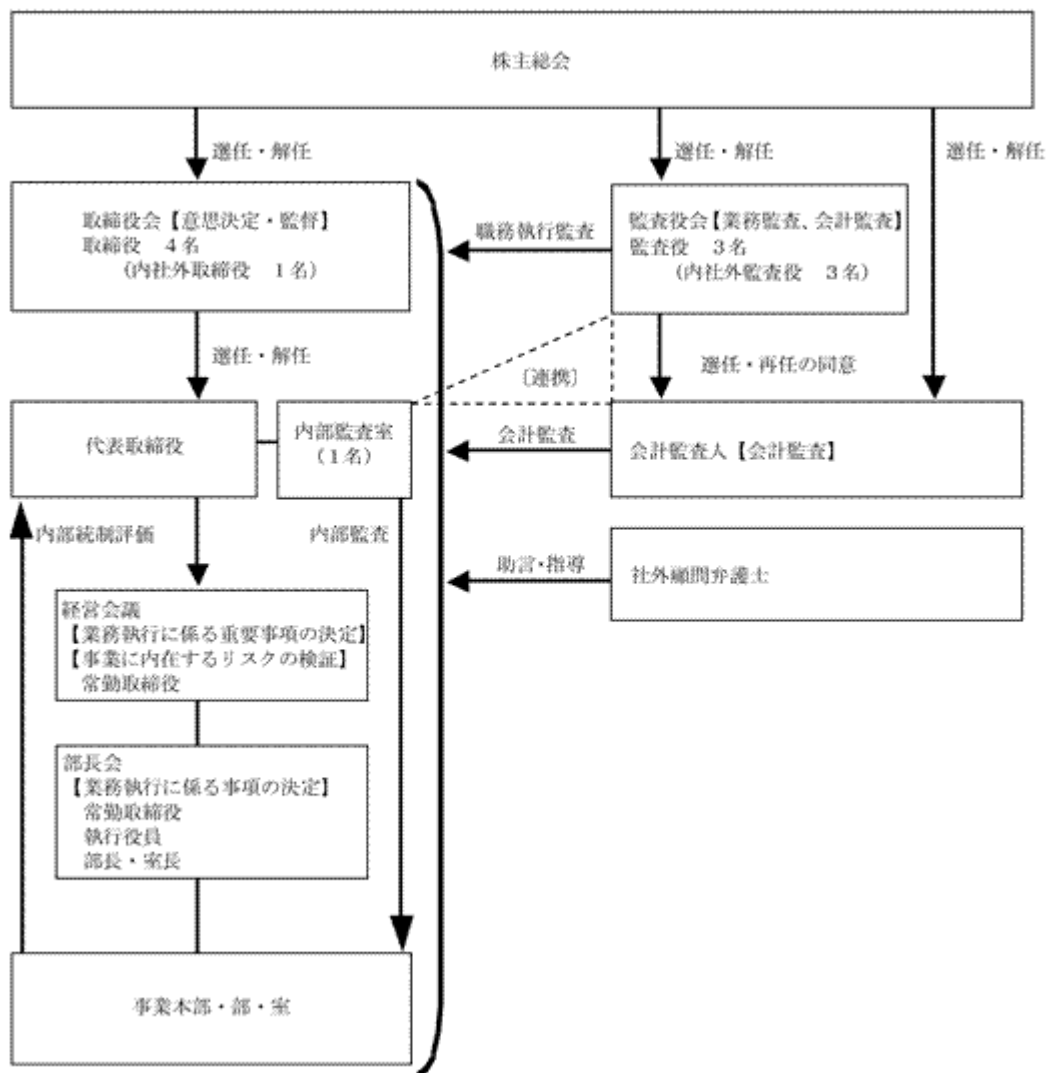 株主総会
選任・解任
選任・解任
選任・解任
取締役会【意思決定・監督】
取締役 4名
(内社外取締役 1名)
職務執行監査
監査役会【業務監査、会計監査】
監査役 3名
(内社外監査役 3名)
選任・解任
〔連携〕
選任・再任の同意
代表取締役
内部監査室
(1名)
会計監査
会計監査人【会計監査】
内部統制評価
内部監査
助言・指導
社外顧問弁護士
経営会議
【業務執行に係る重要事項の決定】
【事業に内在するリスクの検証】
常勤取締役
部長会
【業務執行に係る事項の決定】
常勤取締役
執行役員
部長・室長
事業本部・部・室